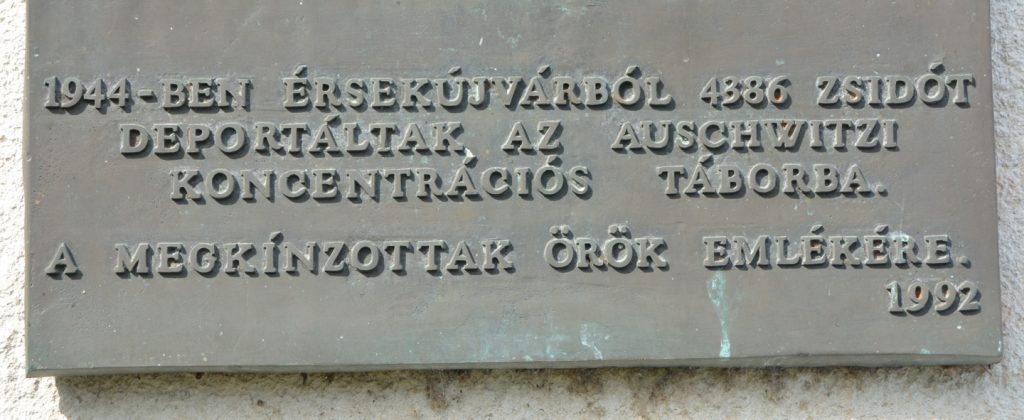 1944-BEN ÉRSEKÚJVÁRBÓL 4386 ZSIDÓT
DEPORTÁLTAK AZ AUSCHWITZI
KONCENTRÁCIÓS TÁBORBA.
A MEGKÍNZOTTAK ÖRÖK EMLÉKÉRE.
1992